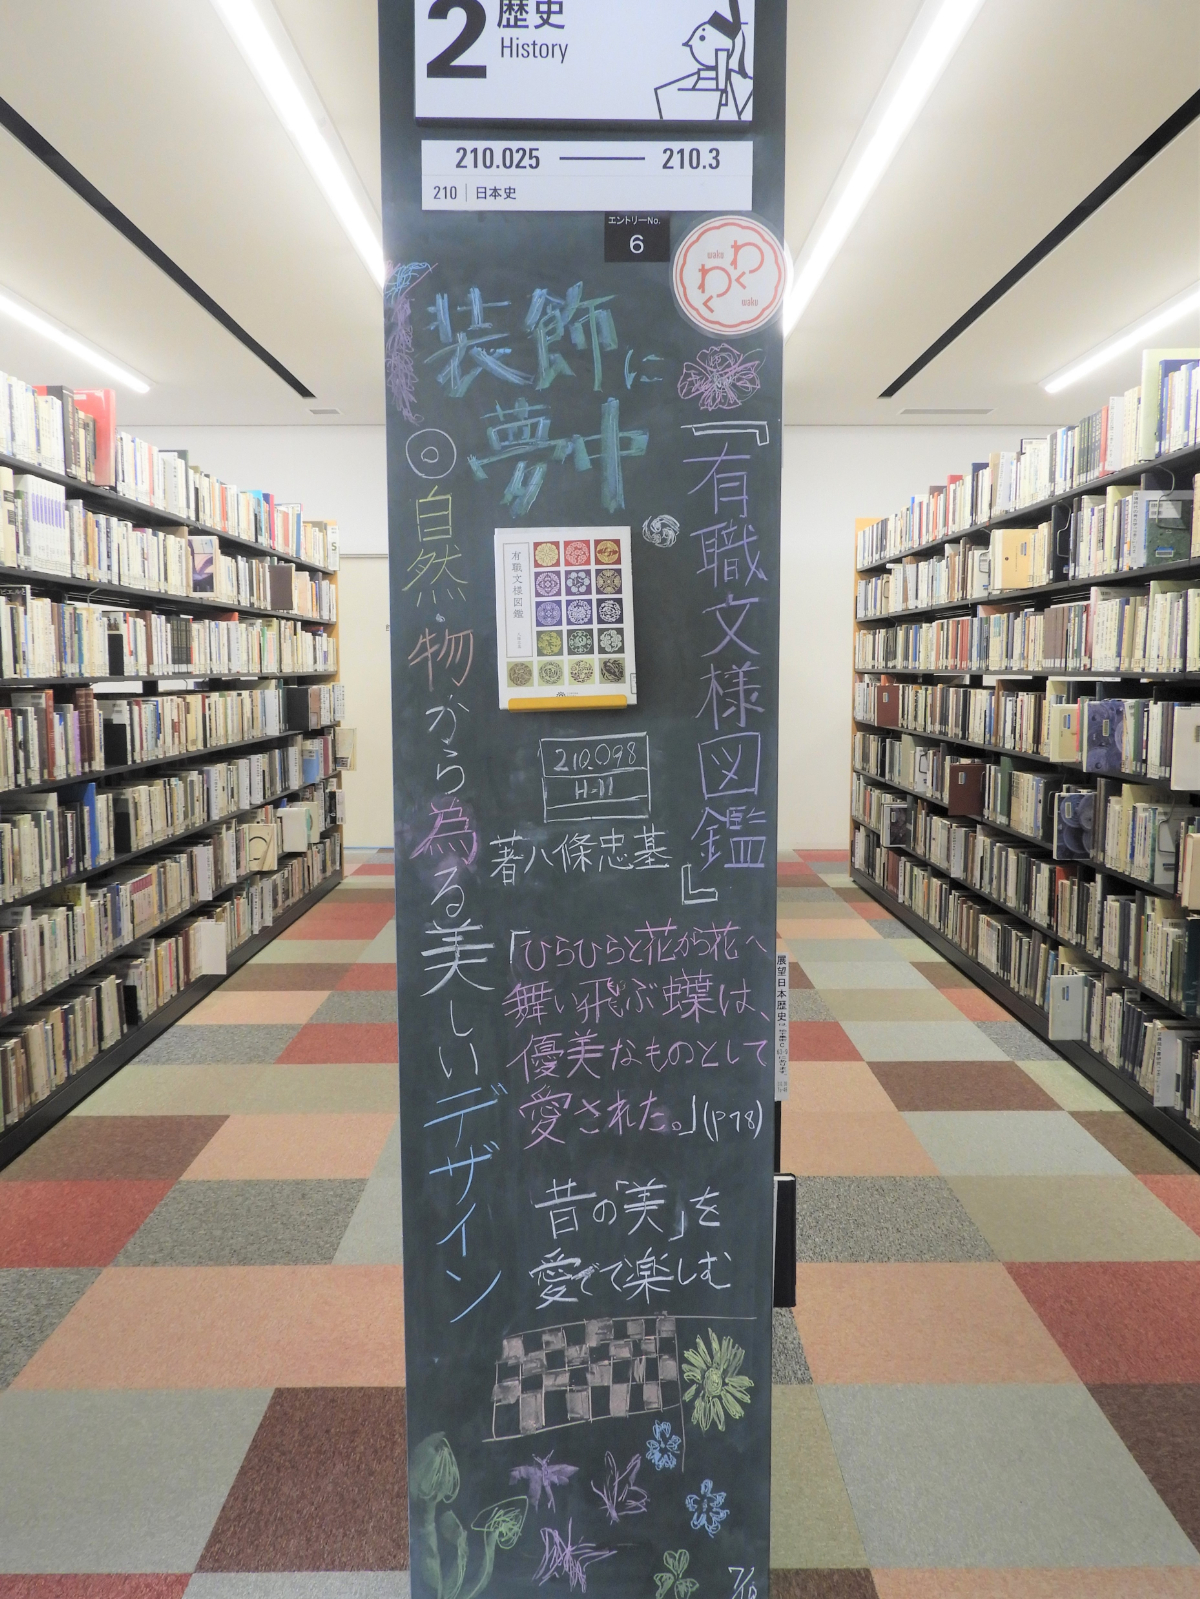 2 歴史
History
210.025 210.3
210 日本史
エントリーNo.
6
わく
わく
waku
waku
装飾に
夢中
『有職文様図鑑』
◎自然・物から為る美しいデザイン
有職文様図鑑
210.098
H-11
著八條忠基
「ひらひらと花から花へ
舞い飛ぶ蝶は、
優美なものとして
愛された。」(P78)
昔の「美」を
愛でて楽しむ
展望日本歴史